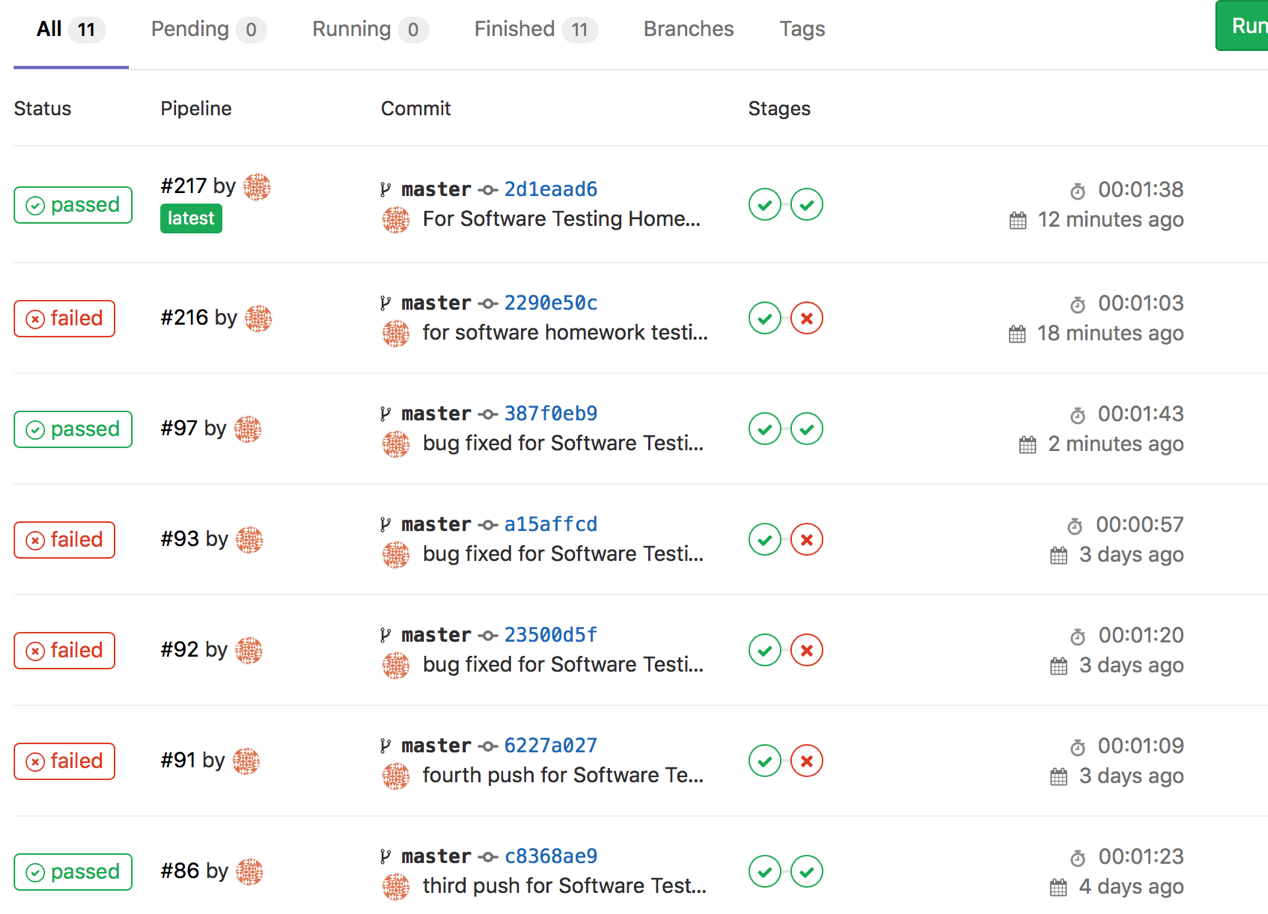 All 11 Pending 0 Running 0 Finished 11 Branches Tags Run
Status Pipeline Commit Stages
passed #217 by latest master 2d1eaad6 00:01:38
For Software Testing Home... 12 minutes ago
failed #216 by master 2290e50c 00:01:03
for software homework testi... 18 minutes ago
passed #97 by master 387f0eb9 00:01:43
bug fixed for Software Testi... 2 minutes ago
failed #93 by master a15affcd 00:00:57
bug fixed for Software Testi... 3 days ago
failed #92 by master 23500d5f 00:01:20
bug fixed for Software Testi... 3 days ago
failed #91 by master 6227a027 00:01:09
fourth push for Software Te... 3 days ago
passed #86 by master c8368ae9 00:01:23
third push for Software Test... 4 days ago